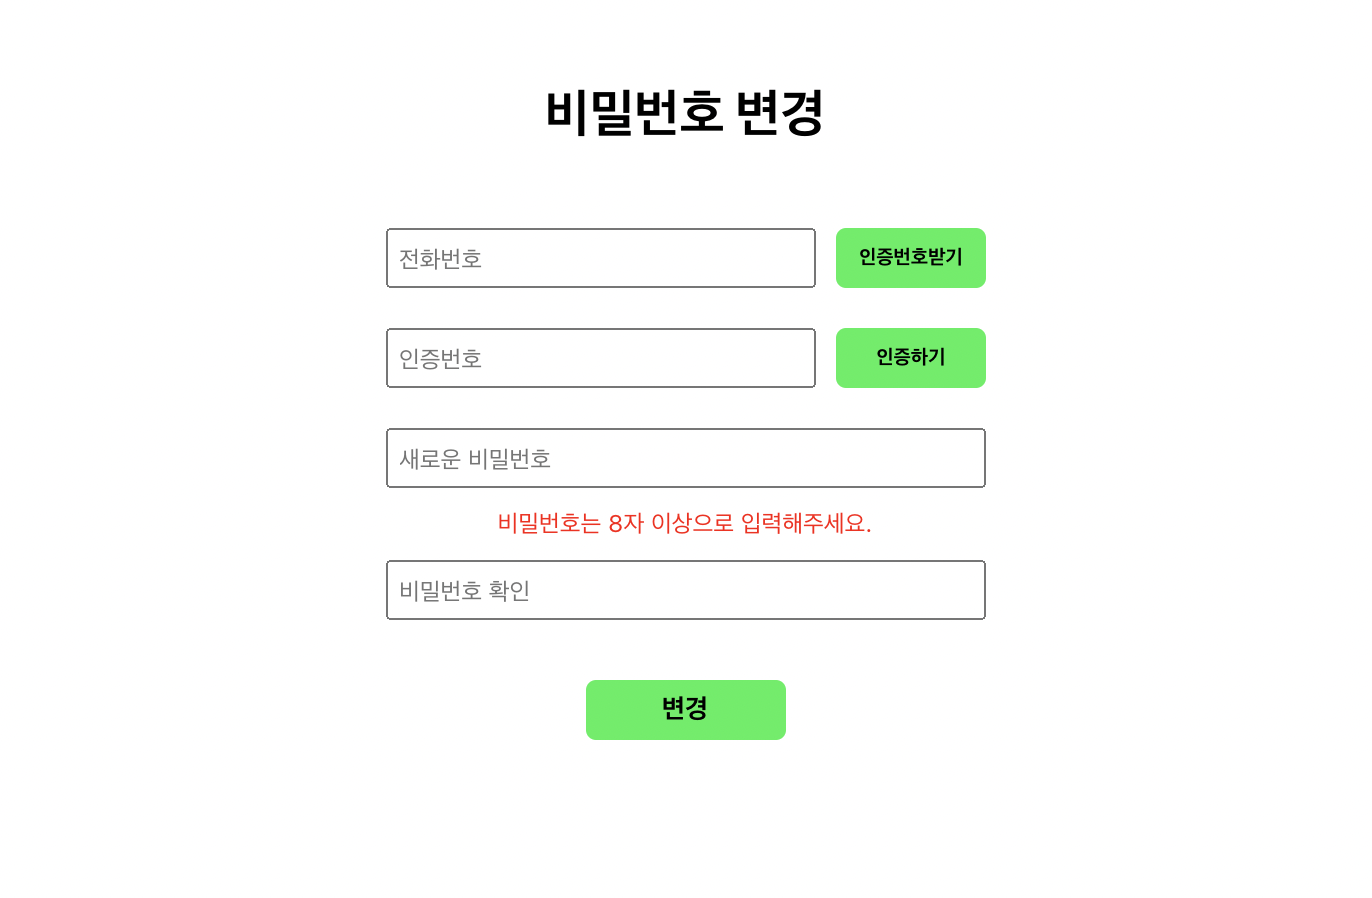 비밀번호 변경
전화번호
인증번호받기
인증번호
인증하기
새로운 비밀번호
비밀번호는 8자 이상으로 입력해주세요.
비밀번호 확인
변경